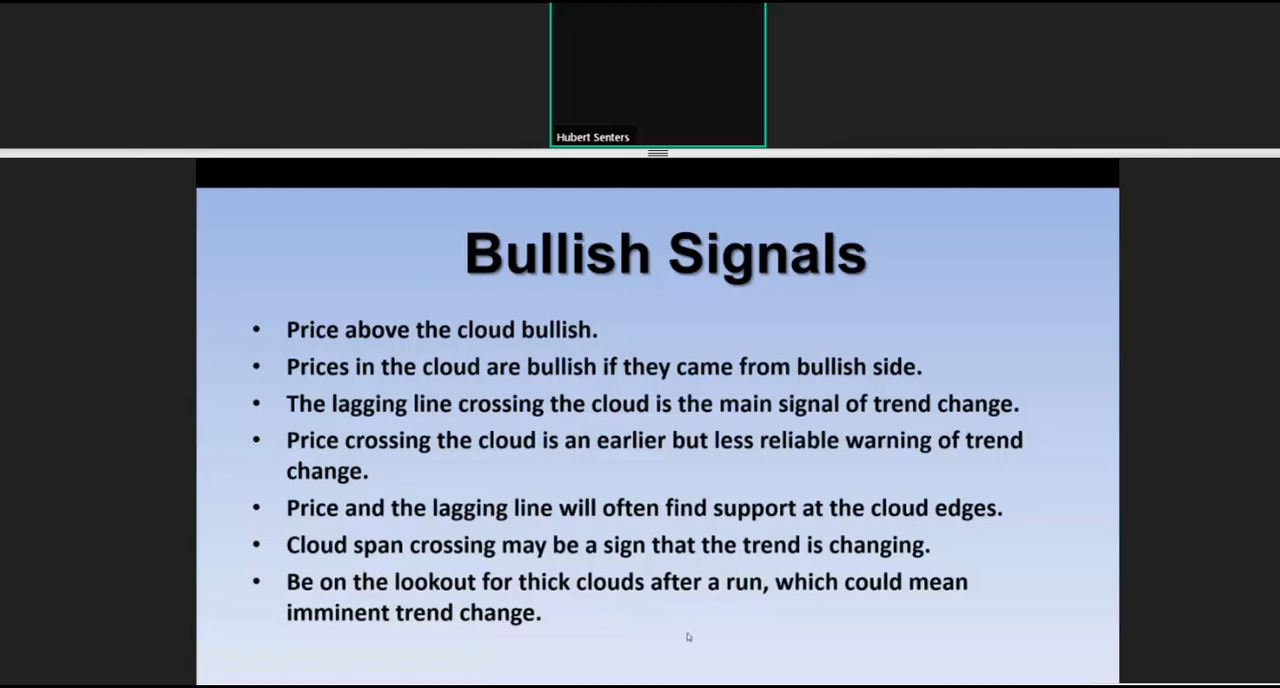 Hubert Senters
Bullish Signals
• Price above the cloud bullish.
• Prices in the cloud are bullish if they came from bullish side.
• The lagging line crossing the cloud is the main signal of trend change.
• Price crossing the cloud is an earlier but less reliable warning of trend
change.
• Price and the lagging line will often find support at the cloud edges.
• Cloud span crossing may be a sign that the trend is changing.
• Be on the lookout for thick clouds after a run, which could mean
imminent trend change.